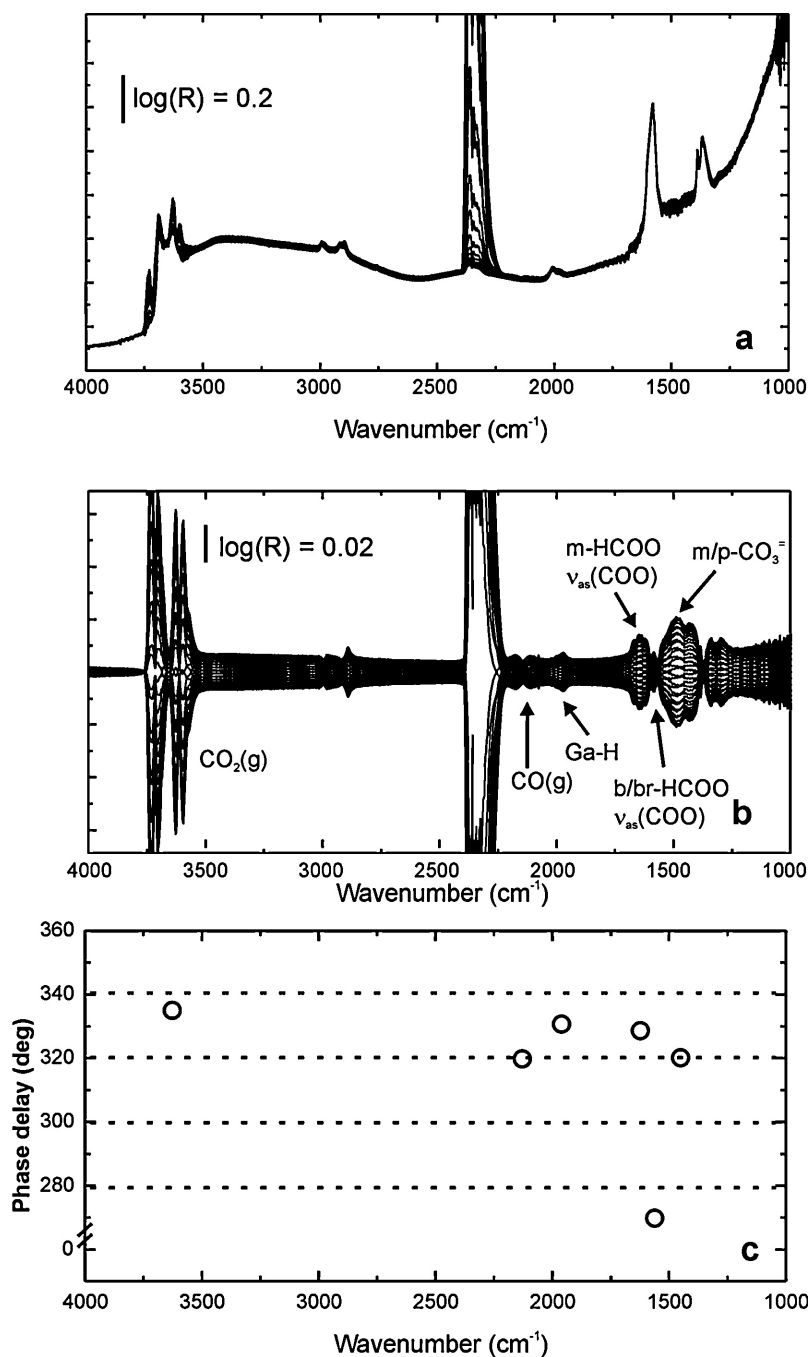 log(R) = 0.2
a
4000 3500 3000 2500 2000 1500 1000
Wavenumber (cm⁻¹)
log(R) = 0.02
m-HCOO
νas(COO)
m/p-CO₃⁼
CO₂(g)
CO(g)
Ga-H
b/br-HCOO
νas(COO)
b
4000 3500 3000 2500 2000 1500 1000
Wavenumber (cm⁻¹)
Phase delay (deg)
360
340
320
300
280
0
c
4000 3500 3000 2500 2000 1500 1000
Wavenumber (cm⁻¹)